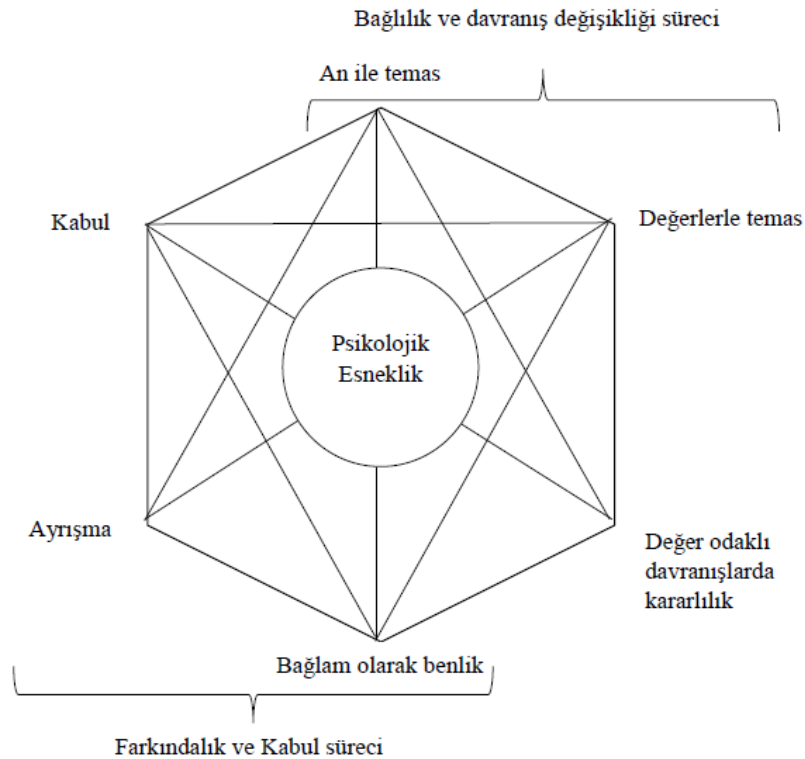 Bağlılık ve davranış değişikliği süreci
An ile temas
Kabul
Değerlerle temas
Psikolojik
Esneklik
Ayrışma
Değer odaklı
davranışlarda
kararlılık
Bağlam olarak benlik
Farkındalık ve Kabul süreci